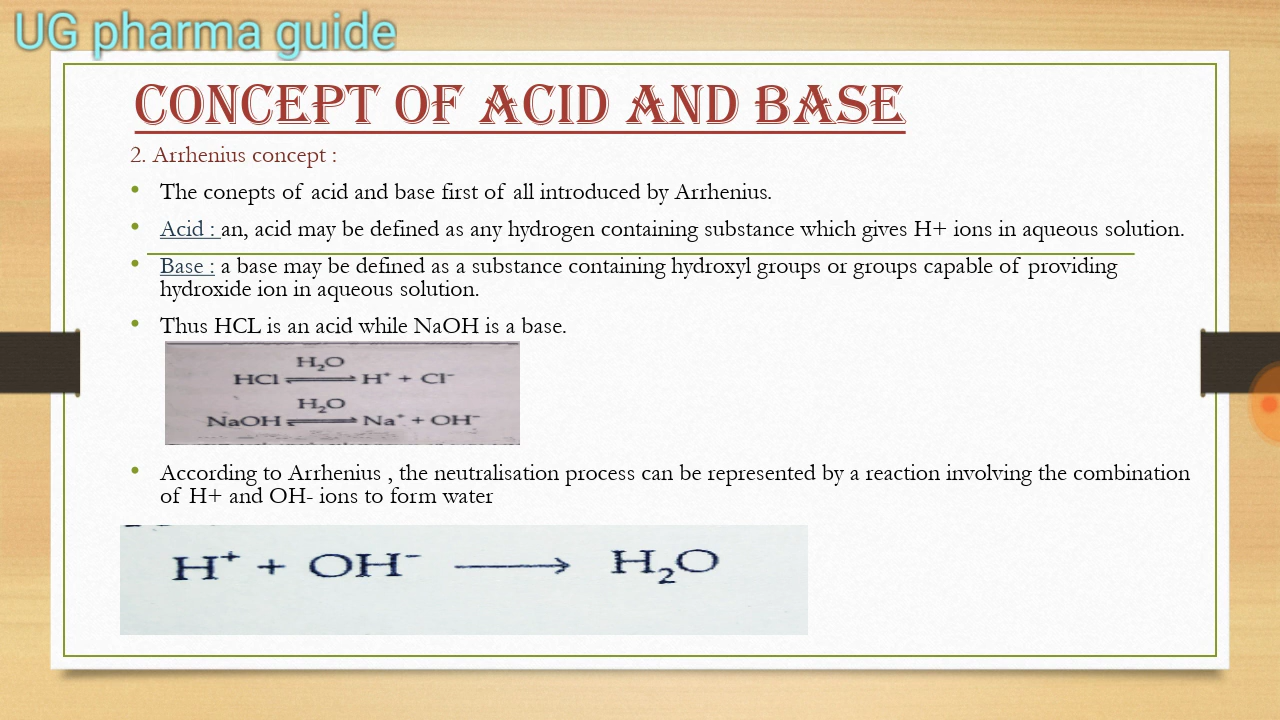 UG pharma guide
CONCEPT OF ACID AND BASE
2. Arrhenius concept :
• The conepts of acid and base first of all introduced by Arrhenius.
• Acid : an, acid may be defined as any hydrogen containing substance which gives H+ ions in aqueous solution.
• Base : a base may be defined as a substance containing hydroxyl groups or groups capable of providing
hydroxide ion in aqueous solution.
• Thus HCL is an acid while NaOH is a base.
H₂O
HCl ⇌ H⁺ + Cl⁻
H₂O
NaOH ⇌ Na⁺ + OH⁻
• According to Arrhenius , the neutralisation process can be represented by a reaction involving the combination
of H+ and OH- ions to form water
H⁺ + OH⁻ ⟶ H₂O